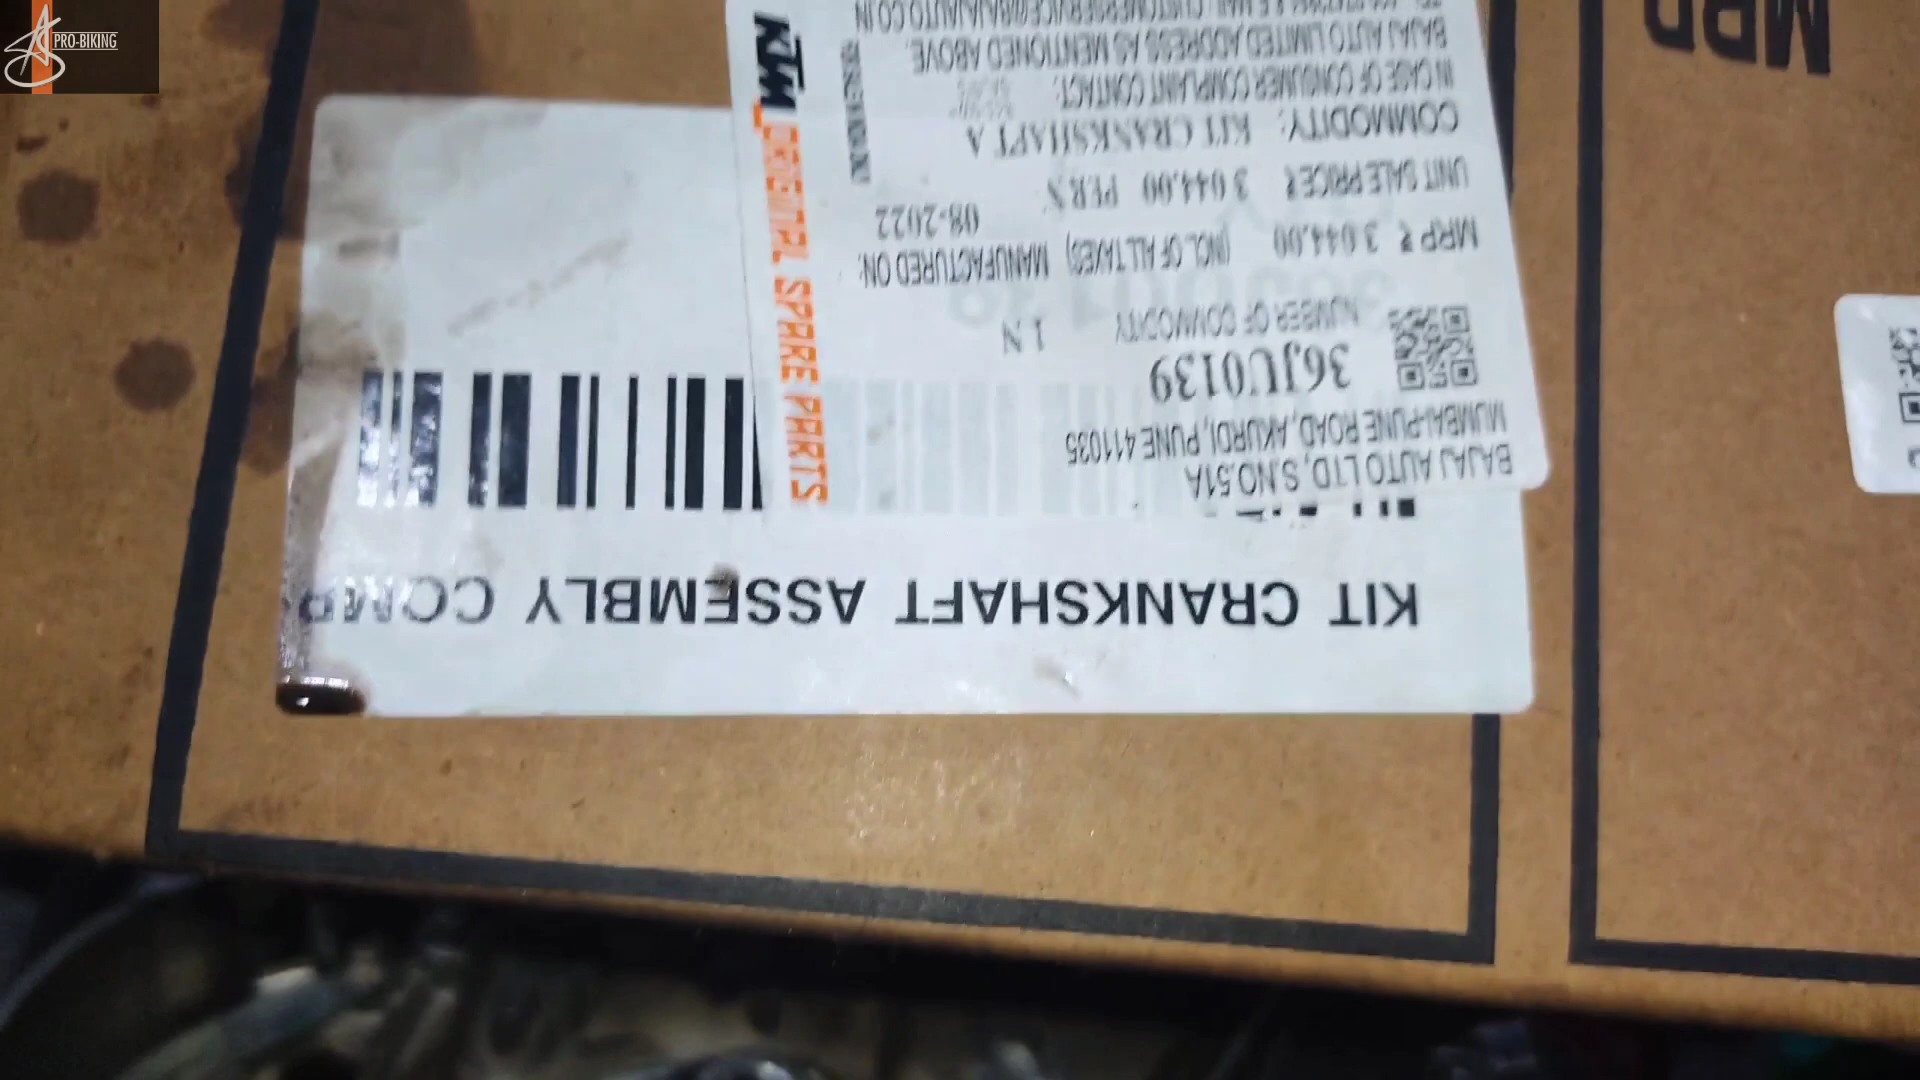 PRO-BIKING
KIT CRANKSHAFT ASSEMBLY COMP
BAJAJ AUTO LTD, S.NO.51A
MUMBAI-PUNE ROAD, AKURDI, PUNE 411035
36JU0139
NUMBER OF COMMODITY 1 N
MRP ₹ 3 044.00 (INCL. OF ALL TAXES) MANUFACTURED ON: 08-2022
UNIT SALE PRICE ₹ 3 044.00 PER N
COMMODITY: KIT CRANKSHAFT A
IN CASE OF CONSUMER COMPLAINT CONTACT:
BAJAJ AUTO LIMITED ADDRESS AS MENTIONED ABOVE.
E MAIL: CUSTOMERSERVICE@BAJAJAUTO.CO.IN
KTM ORIGINAL SPARE PARTS
MRP